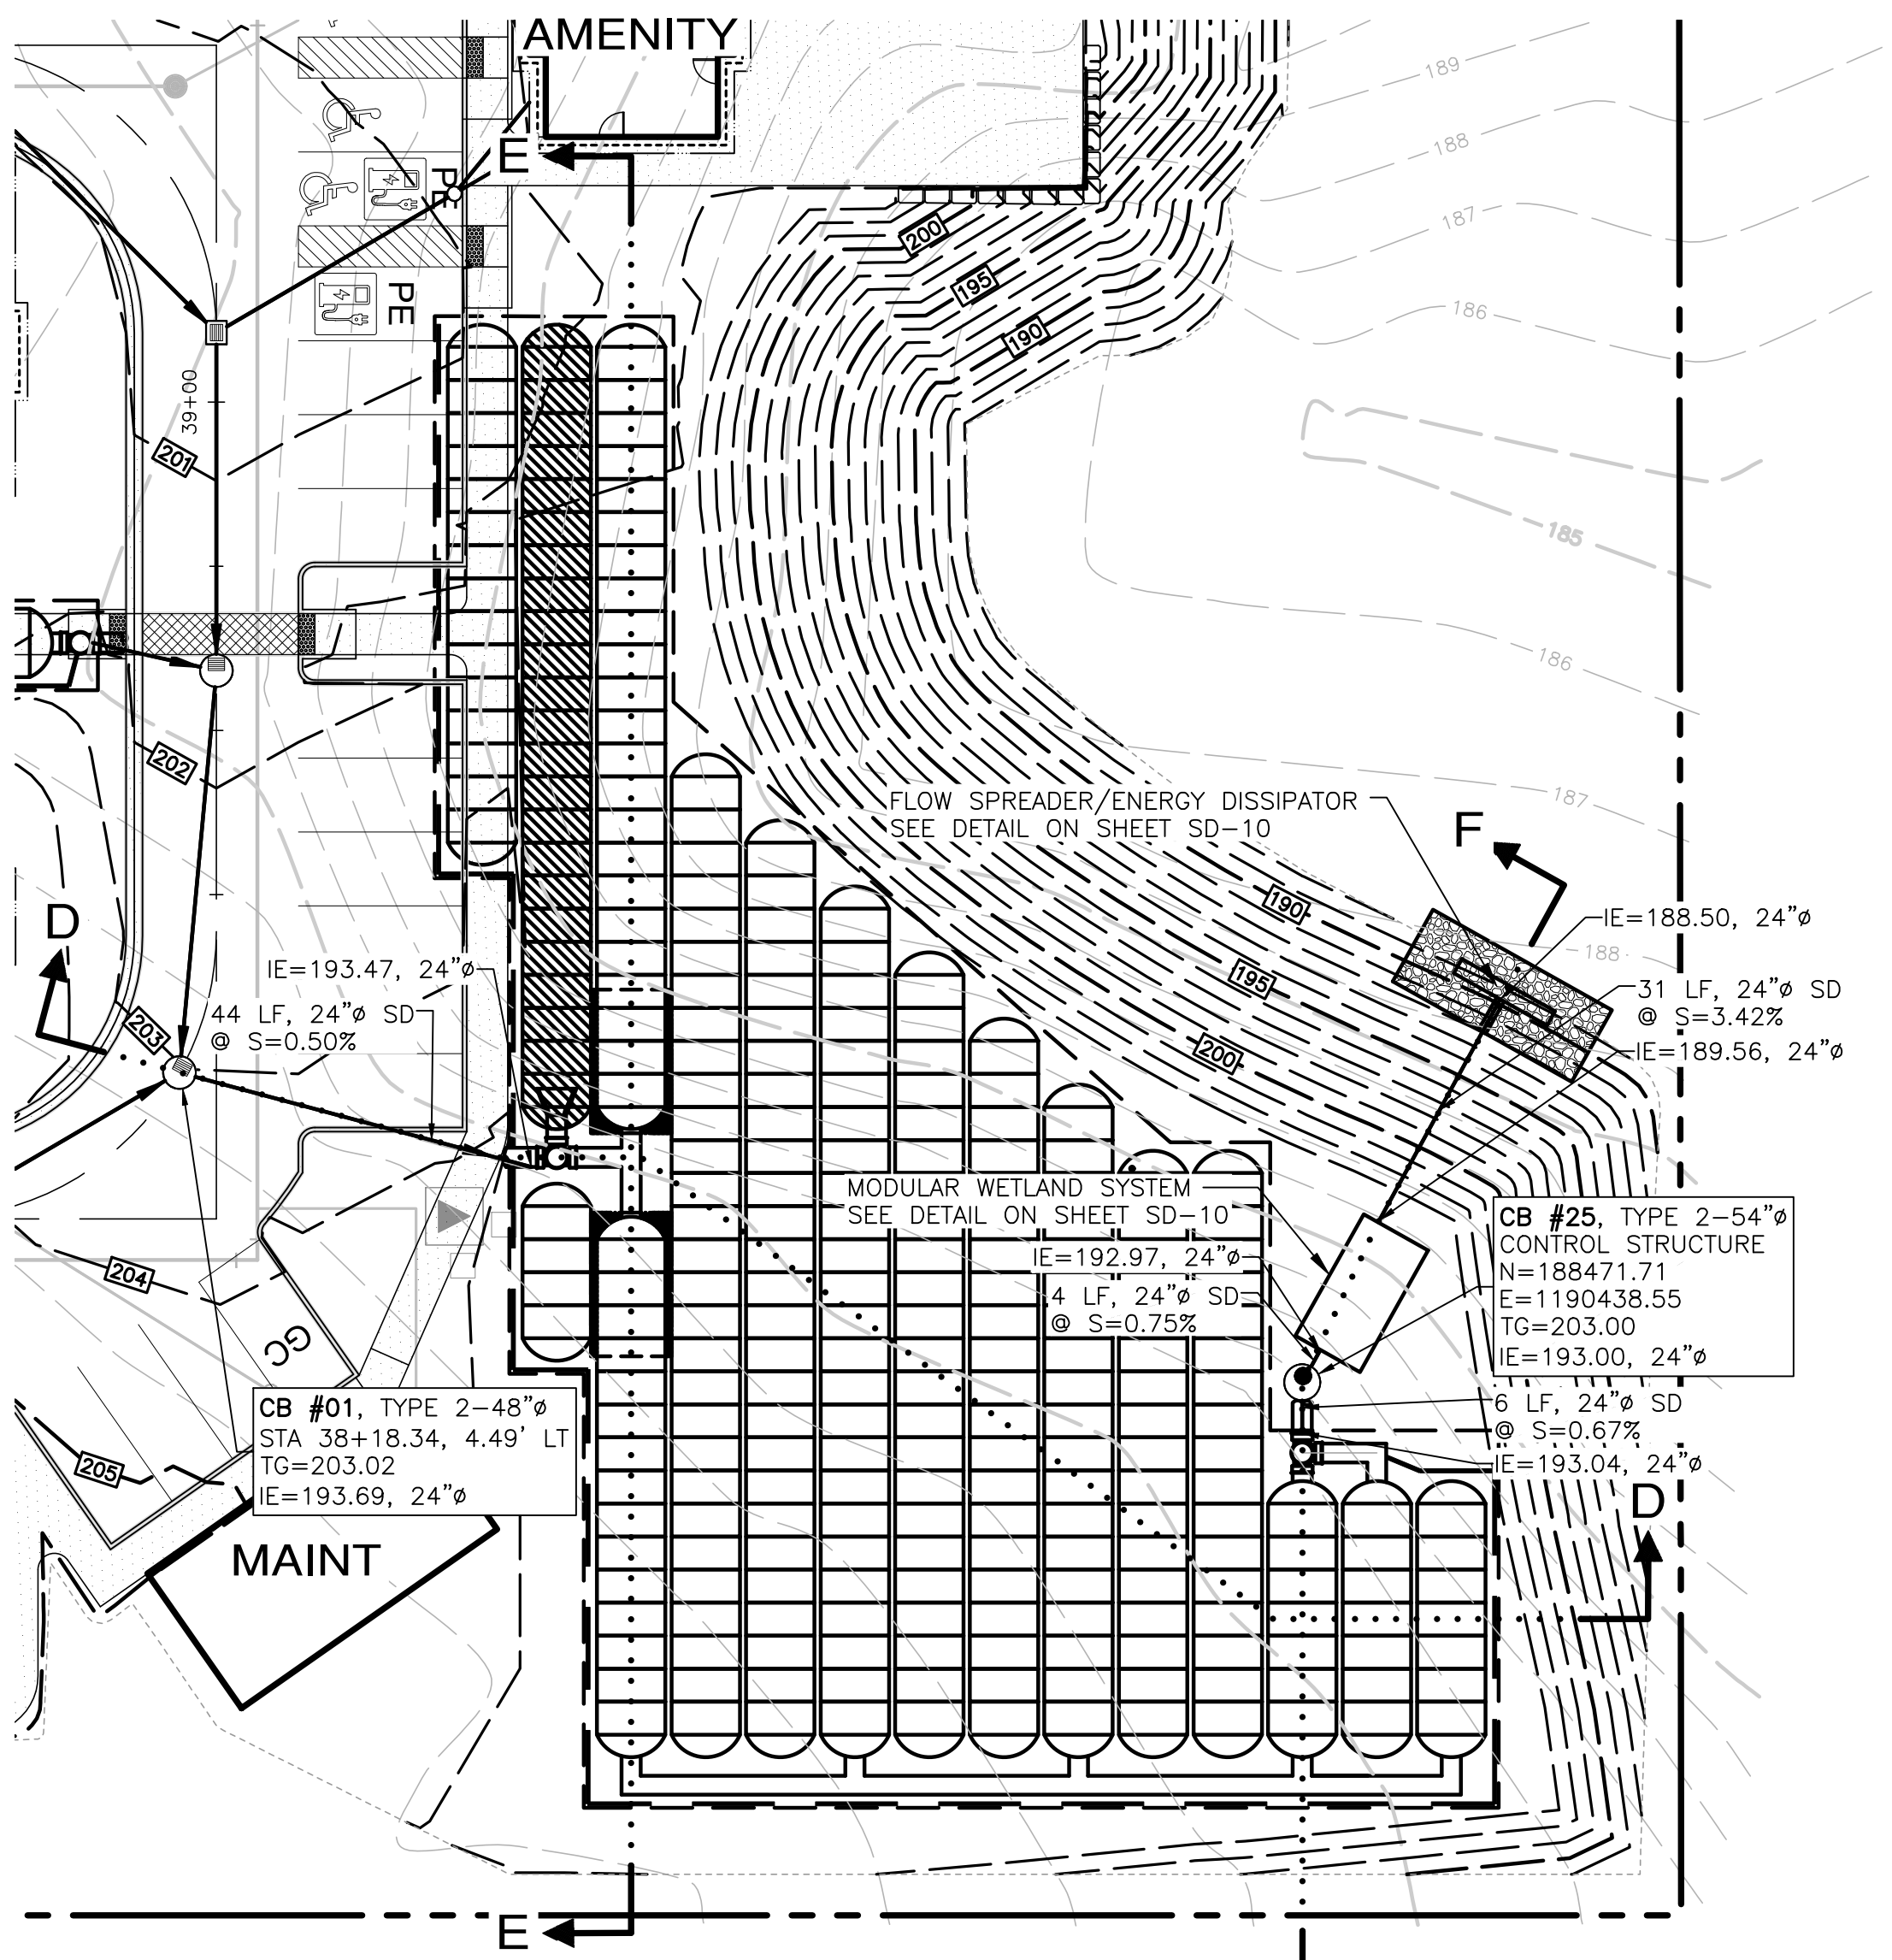 AMENITY
189
188
E
PE
200
187
195
PE
190
186
39+00
201
185
186
202
187
FLOW SPREADER/ENERGY DISSIPATOR
SEE DETAIL ON SHEET SD-10
F
190
IE=188.50, 24"ø
D
188
IE=193.47, 24"ø
195
31 LF, 24"ø SD
@ S=3.42%
44 LF, 24"ø SD
@ S=0.50%
203
200
IE=189.56, 24"ø
MODULAR WETLAND SYSTEM
SEE DETAIL ON SHEET SD-10
CB #25, TYPE 2-54"ø
CONTROL STRUCTURE
N=188471.71
E=1190438.55
TG=203.00
IE=193.00, 24"ø
IE=192.97, 24"ø
204
4 LF, 24"ø SD
@ S=0.75%
GC
CB #01, TYPE 2-48"ø
STA 38+18.34, 4.49' LT
TG=203.02
IE=193.69, 24"ø
6 LF, 24"ø SD
@ S=0.67%
205
IE=193.04, 24"ø
D
MAINT
E